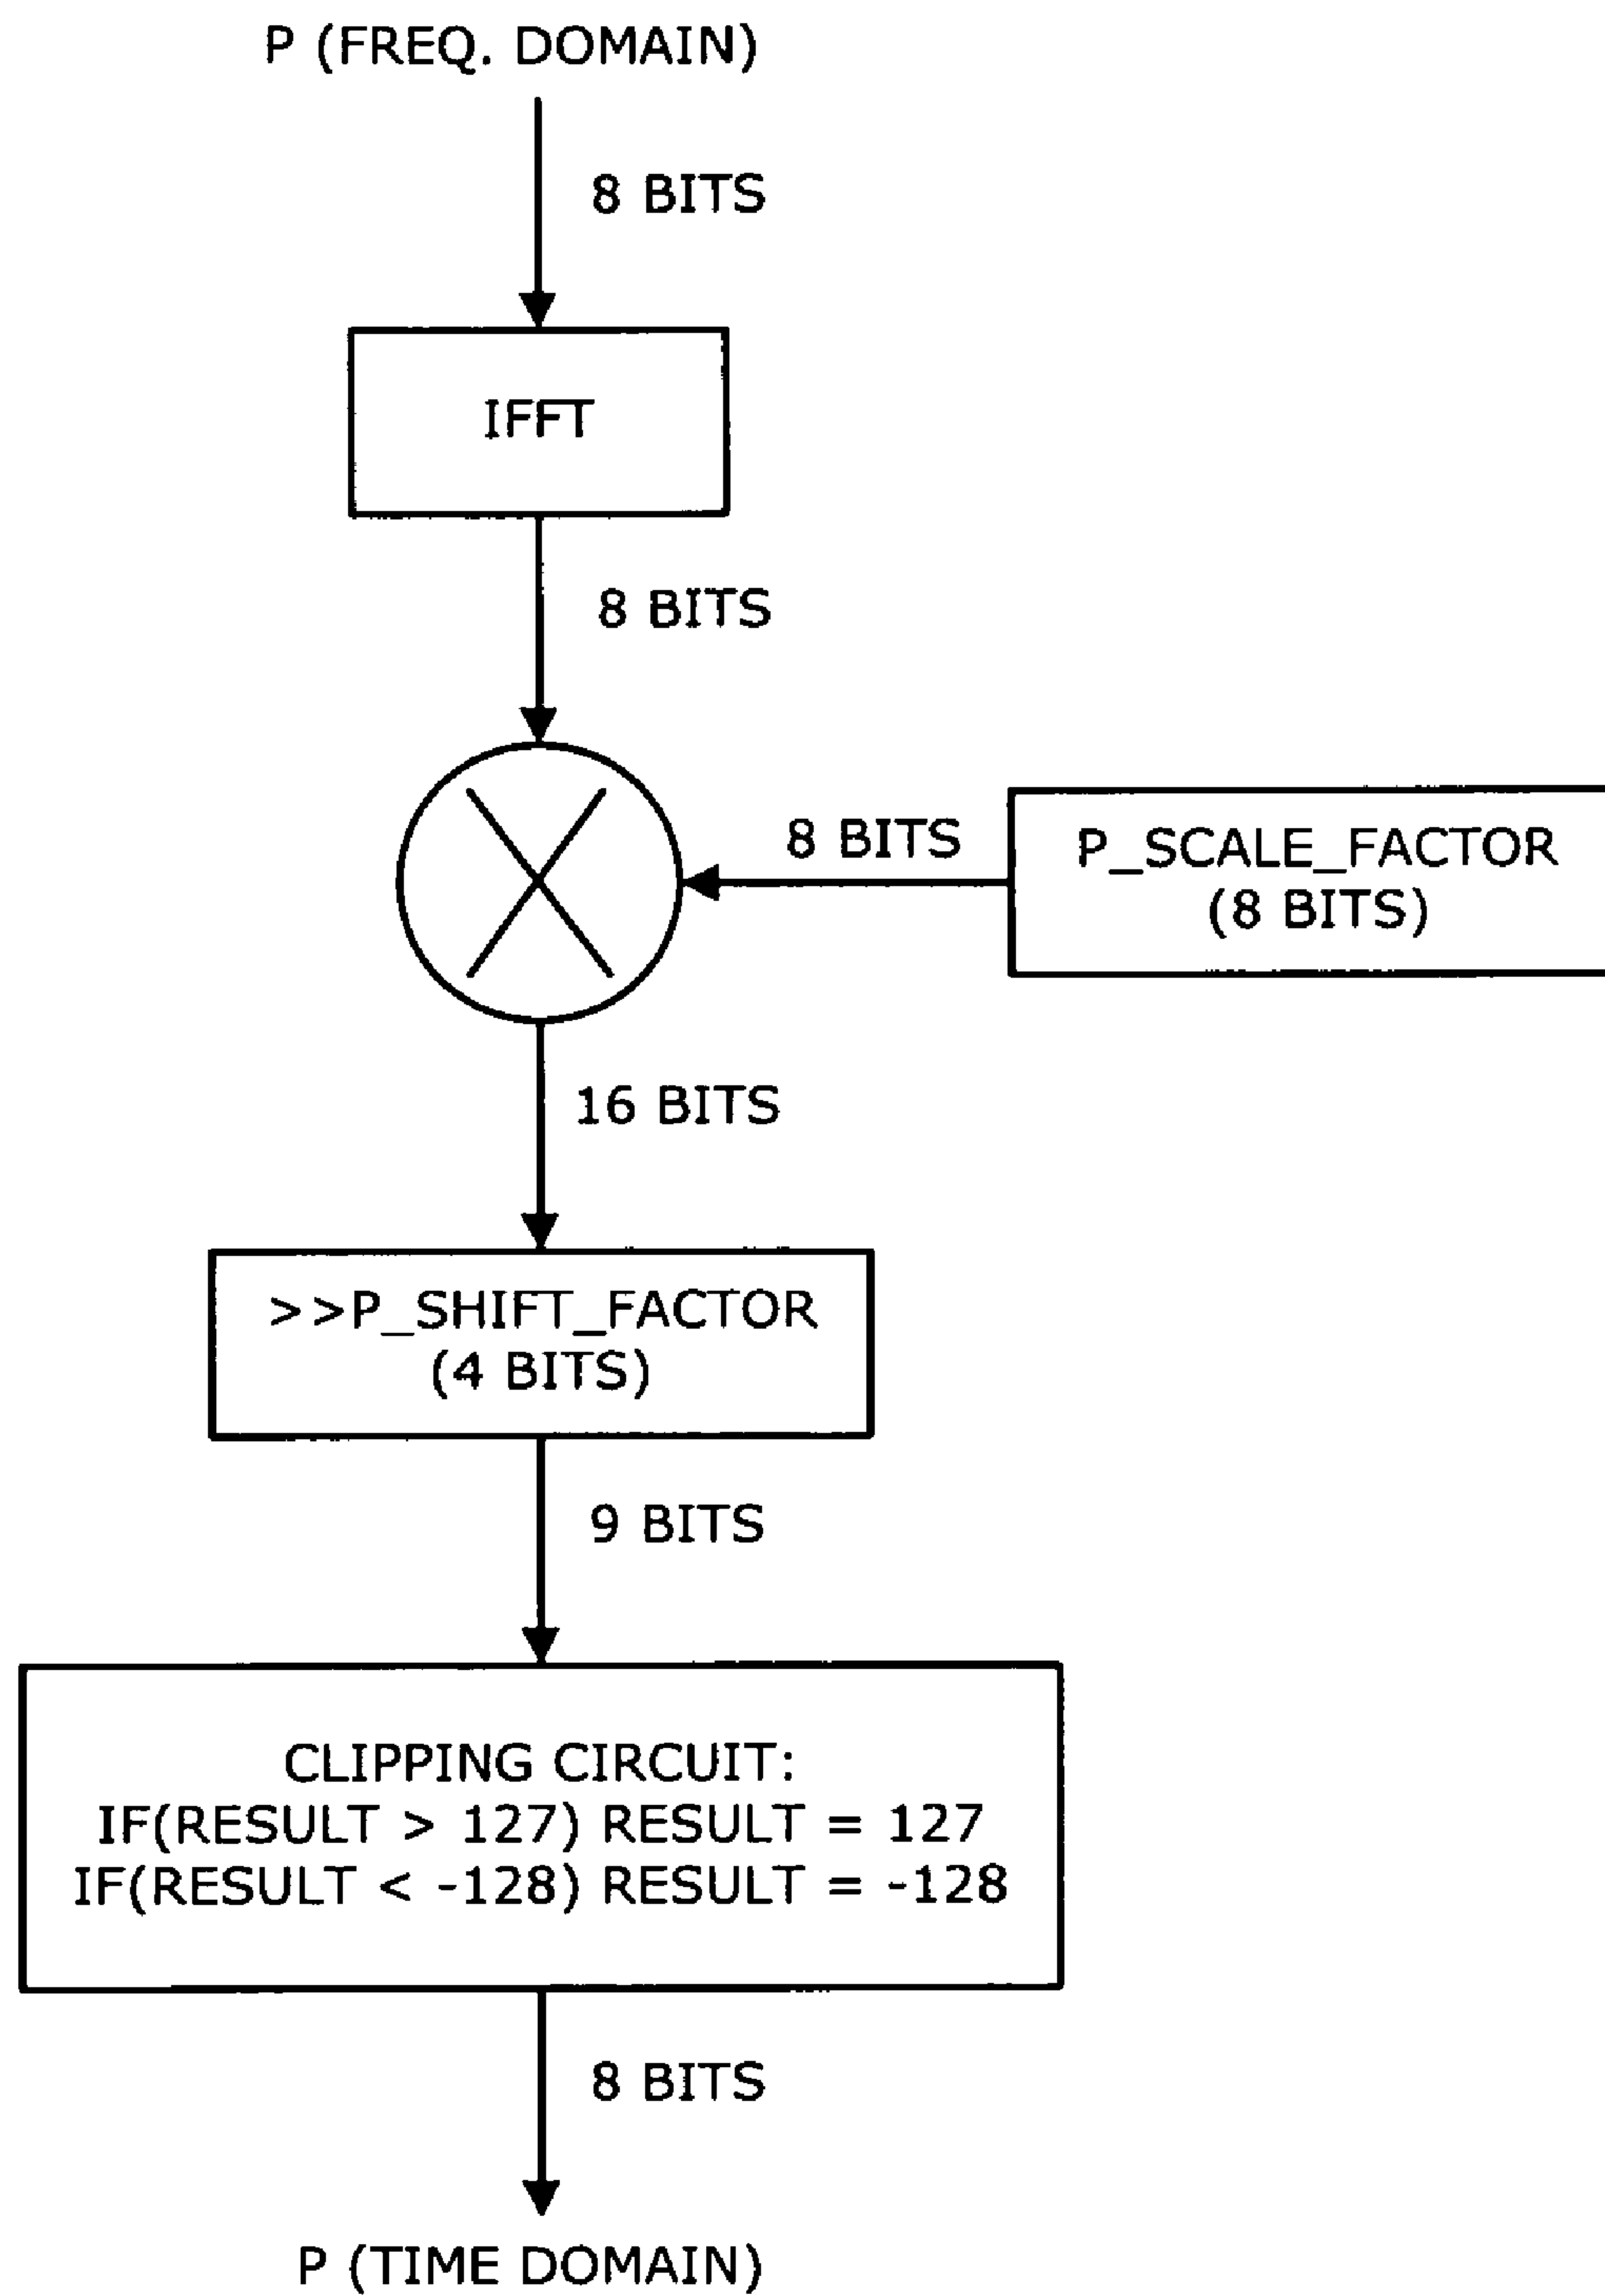 P (FREQ. DOMAIN)
8 BITS
IFFT
8 BITS
8 BITS
P_SCALE_FACTOR
(8 BITS)
16 BITS
>>P_SHIFT_FACTOR
(4 BITS)
9 BITS
CLIPPING CIRCUIT:
IF(RESULT > 127) RESULT = 127
IF(RESULT < -128) RESULT = -128
8 BITS
P (TIME DOMAIN)